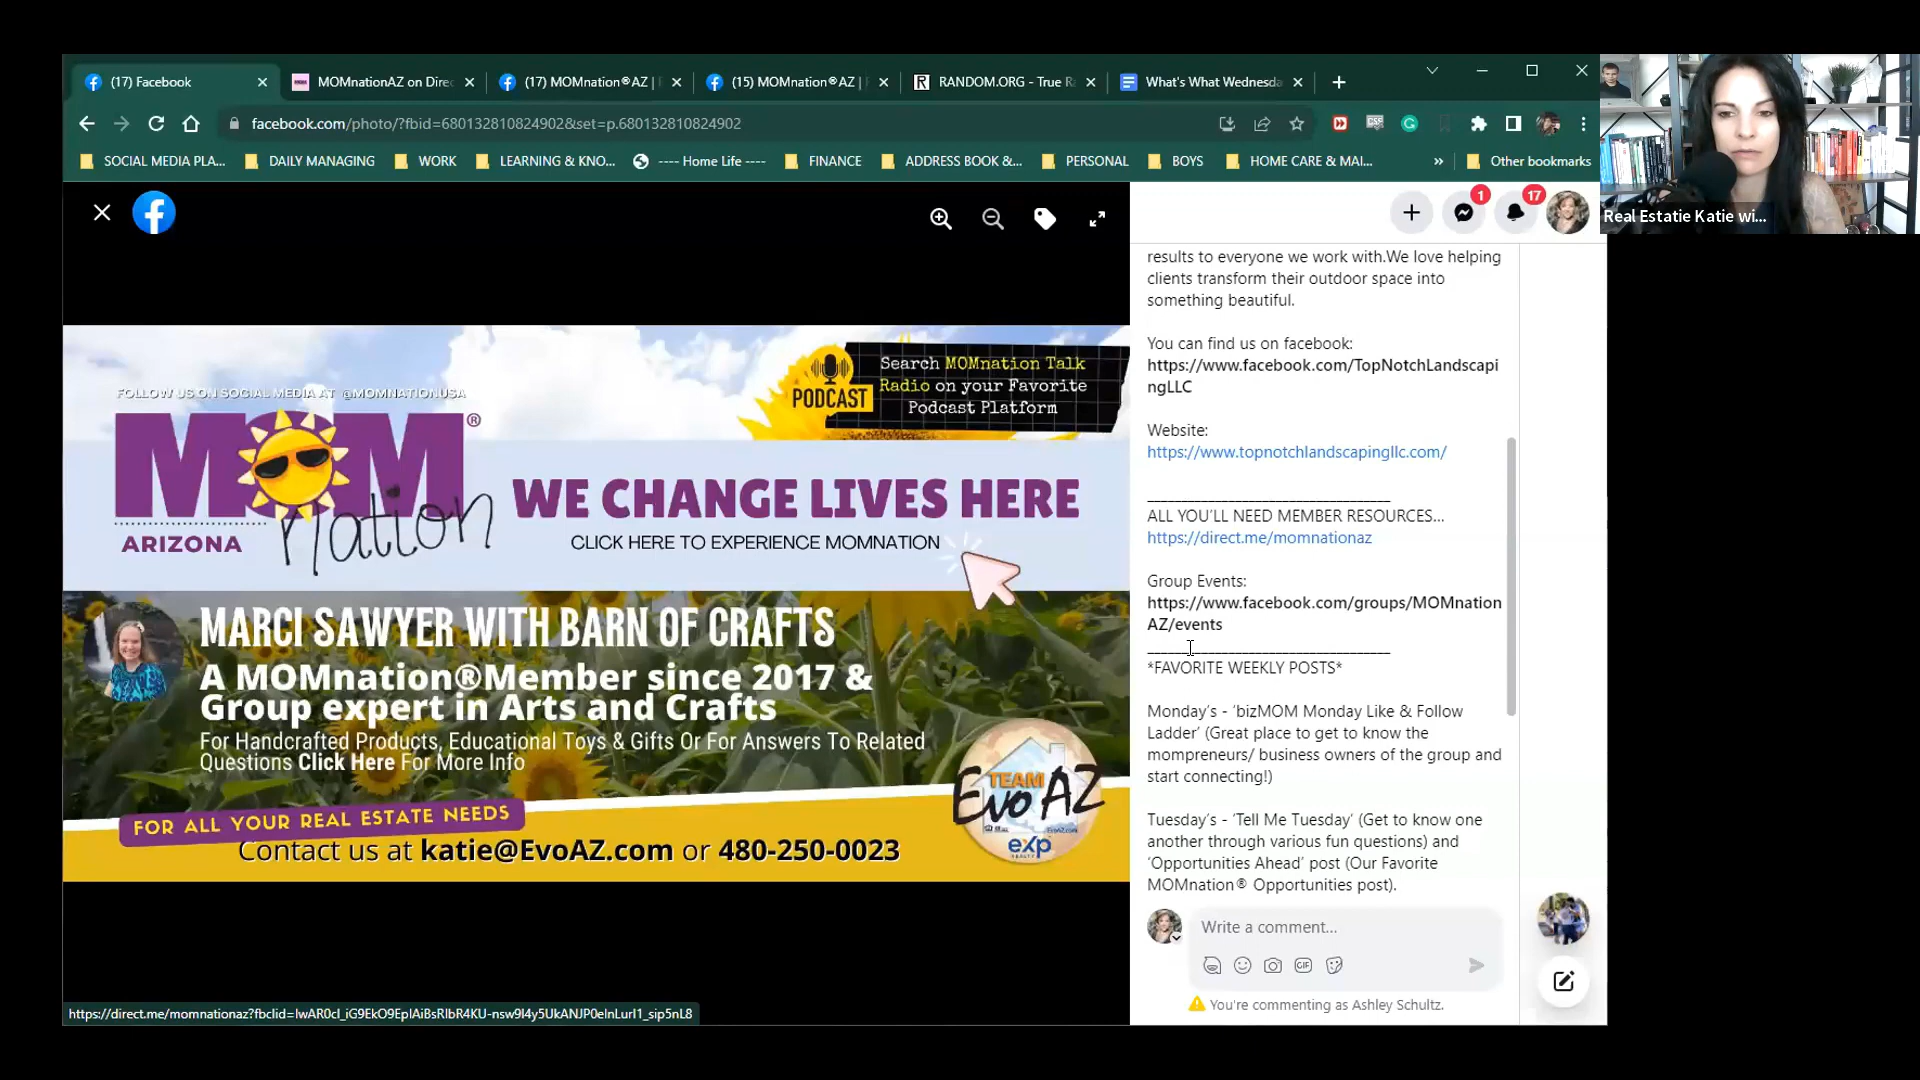 (17) Facebook
MOMnationAZ on Direc
(17) MOMnation®AZ |
(15) MOMnation®AZ |
RANDOM.ORG - True R
What's What Wednesda
facebook.com/photo/?fbid=680132810824902&set=p.680132810824902
SOCIAL MEDIA PLA...
DAILY MANAGING
WORK
LEARNING & KNO...
---- Home Life ----
FINANCE
ADDRESS BOOK &...
PERSONAL
BOYS
HOME CARE & MAI...
»
Other bookmarks
Real Estatie Katie wi...
1
17
FOLLOW US ON SOCIAL MEDIA AT @MOMNATIONUSA
MOM®
nation
ARIZONA
PODCAST
Search MOMnation Talk
Radio on your Favorite
Podcast Platform
WE CHANGE LIVES HERE
CLICK HERE TO EXPERIENCE MOMNATION
MARCI SAWYER WITH BARN OF CRAFTS
A MOMnation®Member since 2017 &
Group expert in Arts and Crafts
For Handcrafted Products, Educational Toys & Gifts Or For Answers To Related
Questions Click Here For More Info
TEAM
EvoAZ
exp
FOR ALL YOUR REAL ESTATE NEEDS
Contact us at katie@EvoAZ.com or 480-250-0023
results to everyone we work with.We love helping
clients transform their outdoor space into
something beautiful.
You can find us on facebook:
https://www.facebook.com/TopNotchLandscapi
ngLLC
Website:
https://www.topnotchlandscapingllc.com/
ALL YOU'LL NEED MEMBER RESOURCES...
https://direct.me/momnationaz
Group Events:
https://www.facebook.com/groups/MOMnation
AZ/events
*FAVORITE WEEKLY POSTS*
Monday's - 'bizMOM Monday Like & Follow
Ladder' (Great place to get to know the
mompreneurs/ business owners of the group and
start connecting!)
Tuesday's - 'Tell Me Tuesday' (Get to know one
another through various fun questions) and
'Opportunities Ahead' post (Our Favorite
MOMnation® Opportunities post).
Write a comment...
GIF
You're commenting as Ashley Schultz.